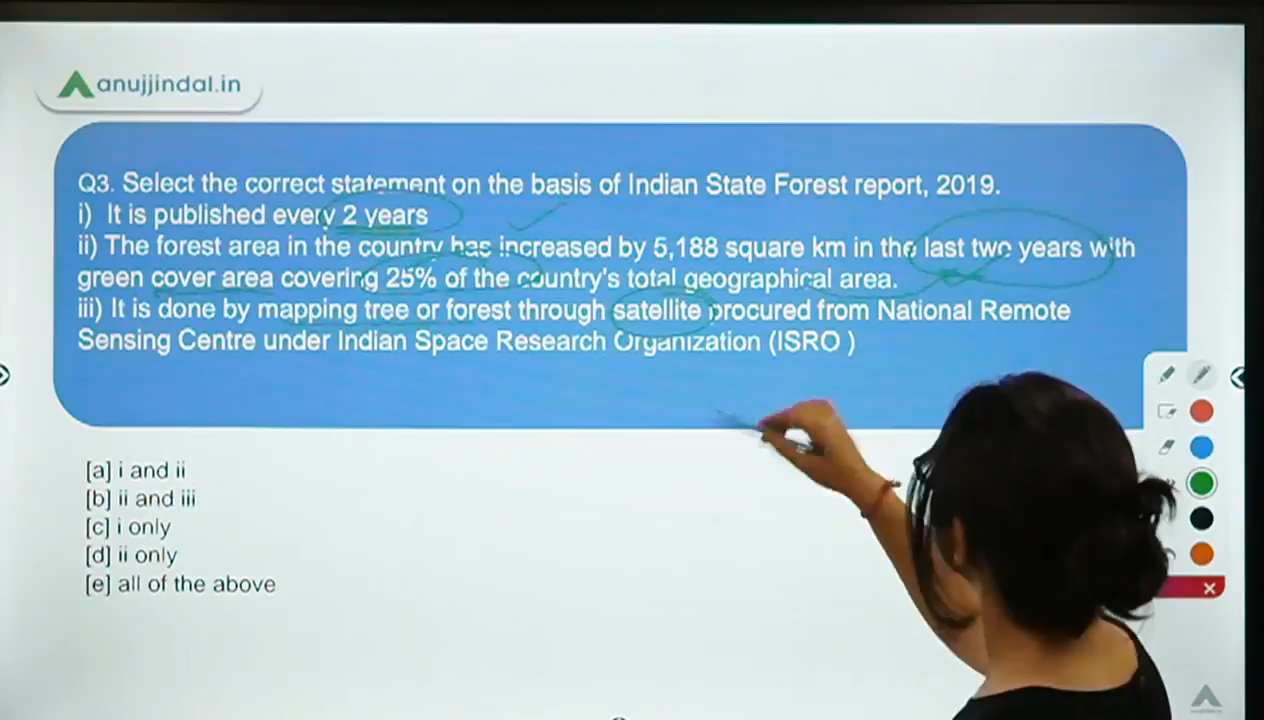 anujjindal.in
Q3. Select the correct statement on the basis of Indian State Forest report, 2019.
i) It is published every 2 years
ii) The forest area in the country has increased by 5,188 square km in the last two years with
green cover area covering 25% of the country's total geographical area.
iii) It is done by mapping tree or forest through satellite procured from National Remote
Sensing Centre under Indian Space Research Organization (ISRO )
[a] i and ii
[b] ii and iii
[c] i only
[d] ii only
[e] all of the above